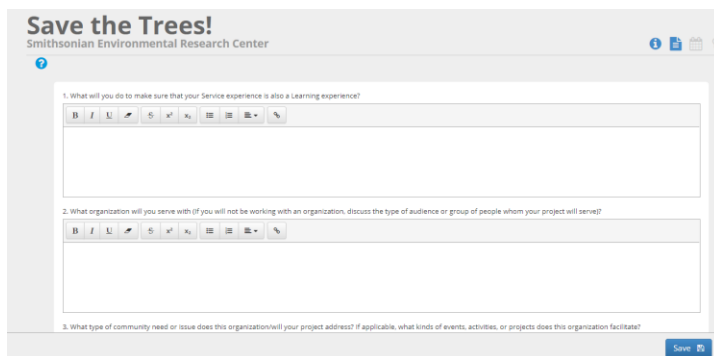 Save the Trees!
Smithsonian Environmental Research Center
1. What will you do to make sure that your Service experience is also a Learning experience?
B I U S x² x₂
2. What organization will you serve with (if you will not be working with an organization, discuss the type of audience or group of people whom your project will serve)?
B I U S x² x₂
3. What type of community need or issue does this organization/will your project address? If applicable, what kinds of events, activities, or projects does this organization facilitate?
Save